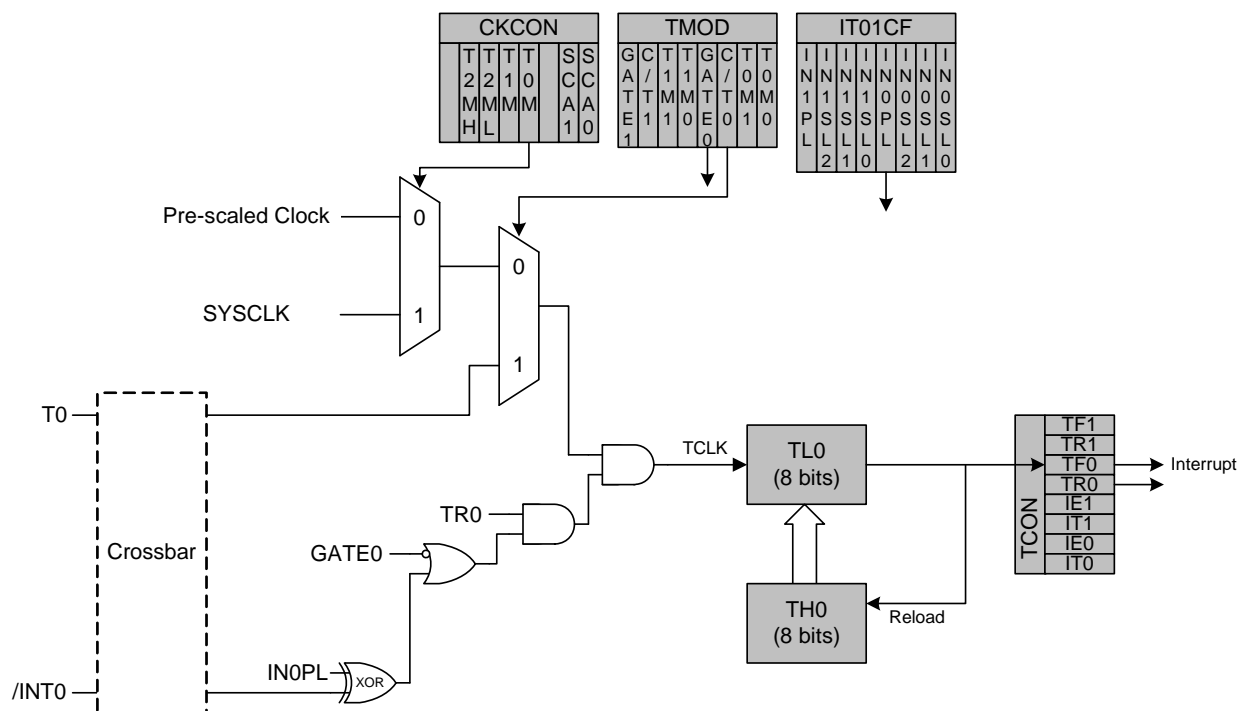 CKCON
T2MH
T2ML
T1M
T0M
SCA1
SCA0
TMOD
GATE1
C/T1
T1M1
T1M0
GATE0
C/T0
T0M1
T0M0
IT01CF
IN1PL
IN1SL2
IN1SL1
IN1SL0
IN0PL
IN0SL2
IN0SL1
IN0SL0
Pre-scaled Clock
0
SYSCLK
1
0
1
T0
Crossbar
/INT0
TR0
GATE0
IN0PL
XOR
TCLK
TL0
(8 bits)
TH0
(8 bits)
Reload
TCON
TF1
TR1
TF0
TR0
IE1
IT1
IE0
IT0
Interrupt